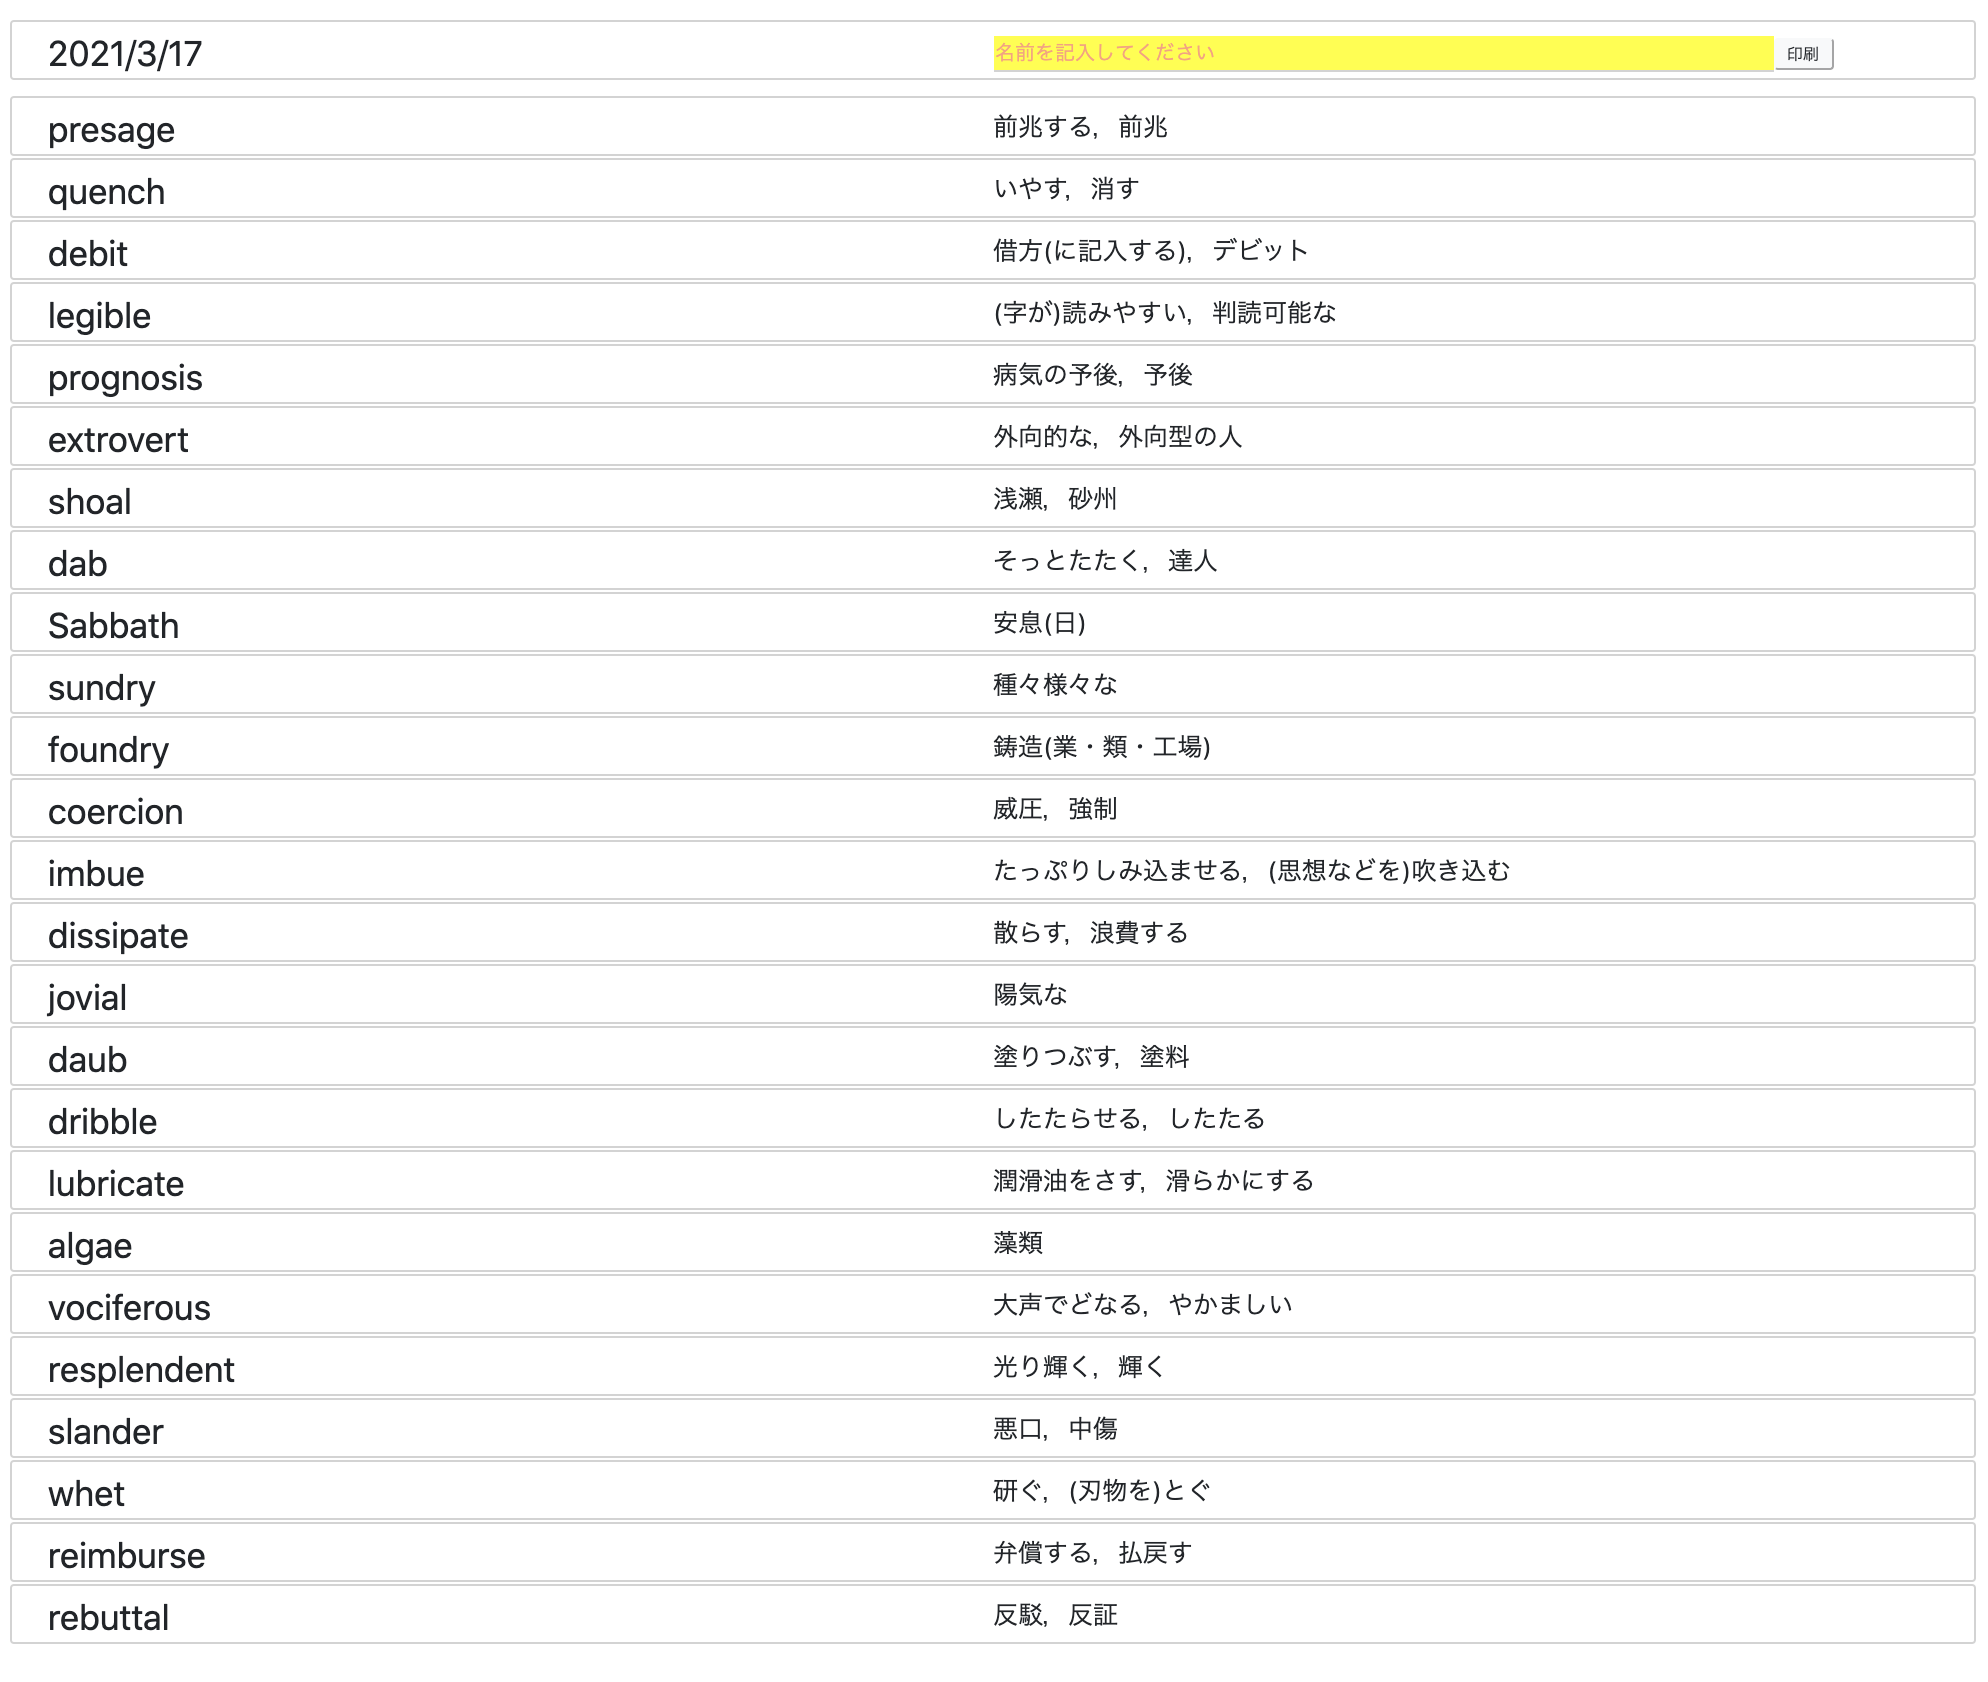 2021/3/17 名前を記入してください 印刷
presage 前兆する, 前兆
quench いやす, 消す
debit 借方(に記入する), デビット
legible (字が)読みやすい, 判読可能な
prognosis 病気の予後, 予後
extrovert 外向的な, 外向型の人
shoal 浅瀬, 砂州
dab そっとたたく, 達人
Sabbath 安息(日)
sundry 種々様々な
foundry 鋳造(業・類・工場)
coercion 威圧, 強制
imbue たっぷりしみ込ませる, (思想などを)吹き込む
dissipate 散らす, 浪費する
jovial 陽気な
daub 塗りつぶす, 塗料
dribble したたらせる, したたる
lubricate 潤滑油をさす, 滑らかにする
algae 藻類
vociferous 大声でどなる, やかましい
resplendent 光り輝く, 輝く
slander 悪口, 中傷
whet 研ぐ, (刃物を)とぐ
reimburse 弁償する, 払戻す
rebuttal 反駁, 反証